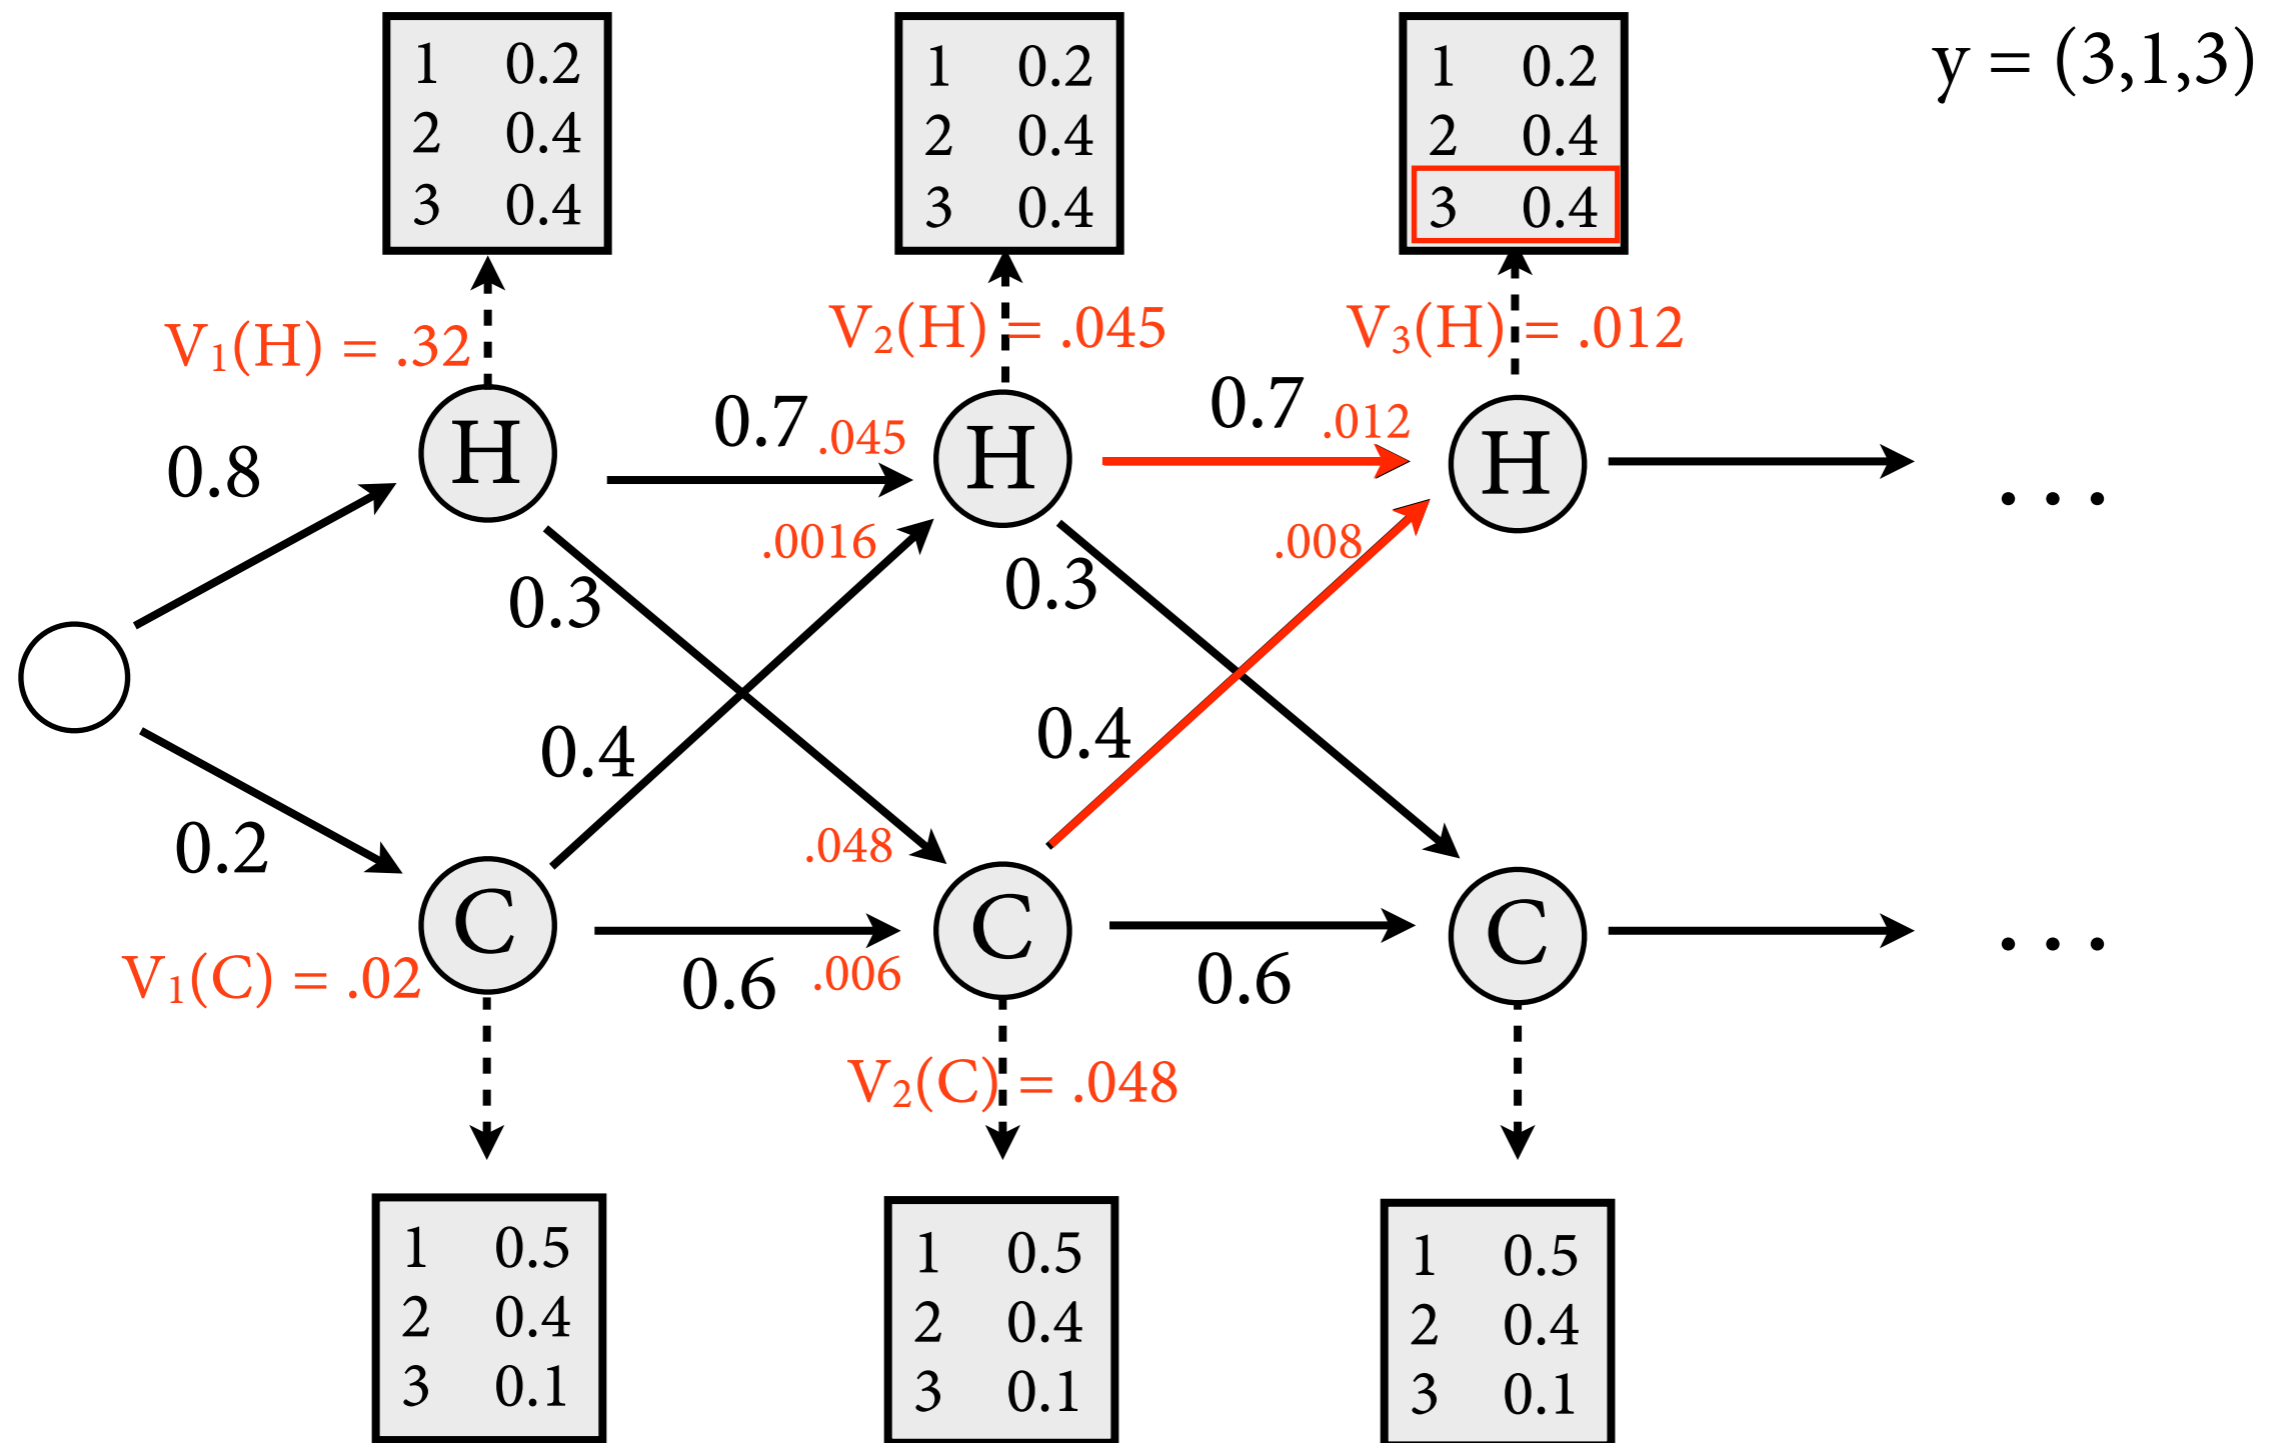 1 0.2
2 0.4
3 0.4
1 0.2
2 0.4
3 0.4
1 0.2
2 0.4
3 0.4
y = (3,1,3)
V₁(H) = .32
V₂(H) = .045
V₃(H) = .012
0.8
H
0.7 .045
H
0.7 .012
H
. . .
.0016
.008
0.3
0.3
0.4
0.4
0.2
.048
C
C
C
. . .
V₁(C) = .02
0.6 .006
0.6
V₂(C) = .048
1 0.5
2 0.4
3 0.1
1 0.5
2 0.4
3 0.1
1 0.5
2 0.4
3 0.1